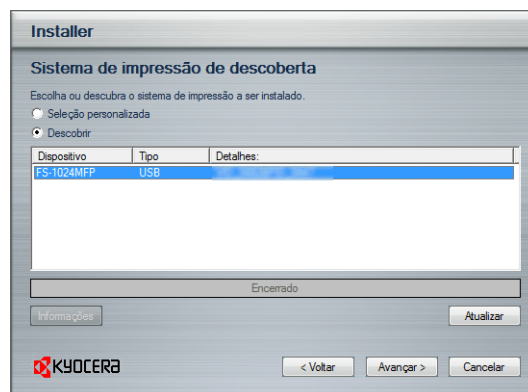 Installer
Sistema de impressão de descoberta
Escolha ou descubra o sistema de impressão a ser instalado.
Seleção personalizada
Descobrir
Dispositivo Tipo Detalhes:
FS-1024MFP USB
Encerrado
Informações Atualizar
KYOCERA < Voltar Avançar > Cancelar